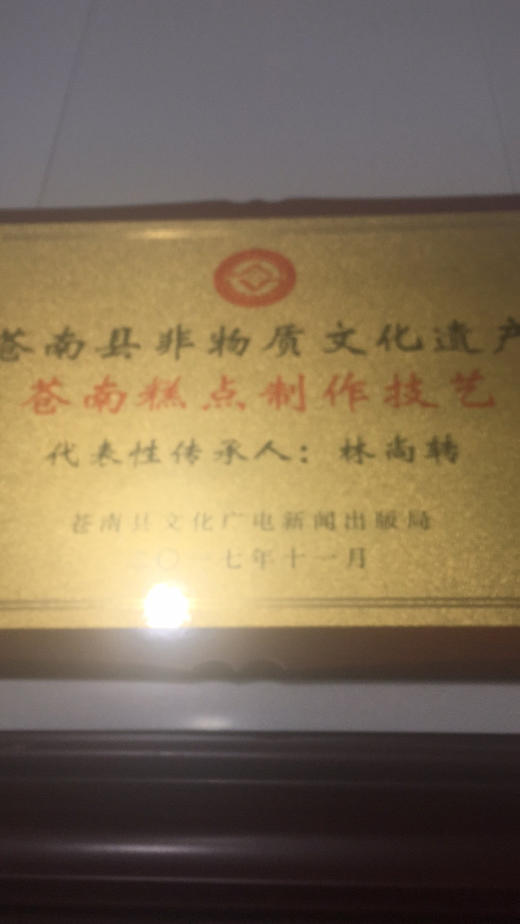 苍南县非物质文化遗产
苍南糕点制作技艺
代表性传承人：林尚转
苍南县文化广电新闻出版局
二〇一七年十一月